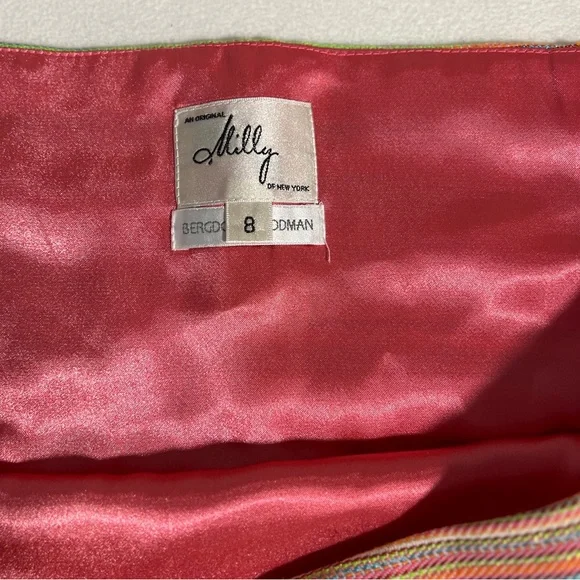 AN ORIGINAL
Milly
OF NEW YORK
BERGDO 8 ODMAN